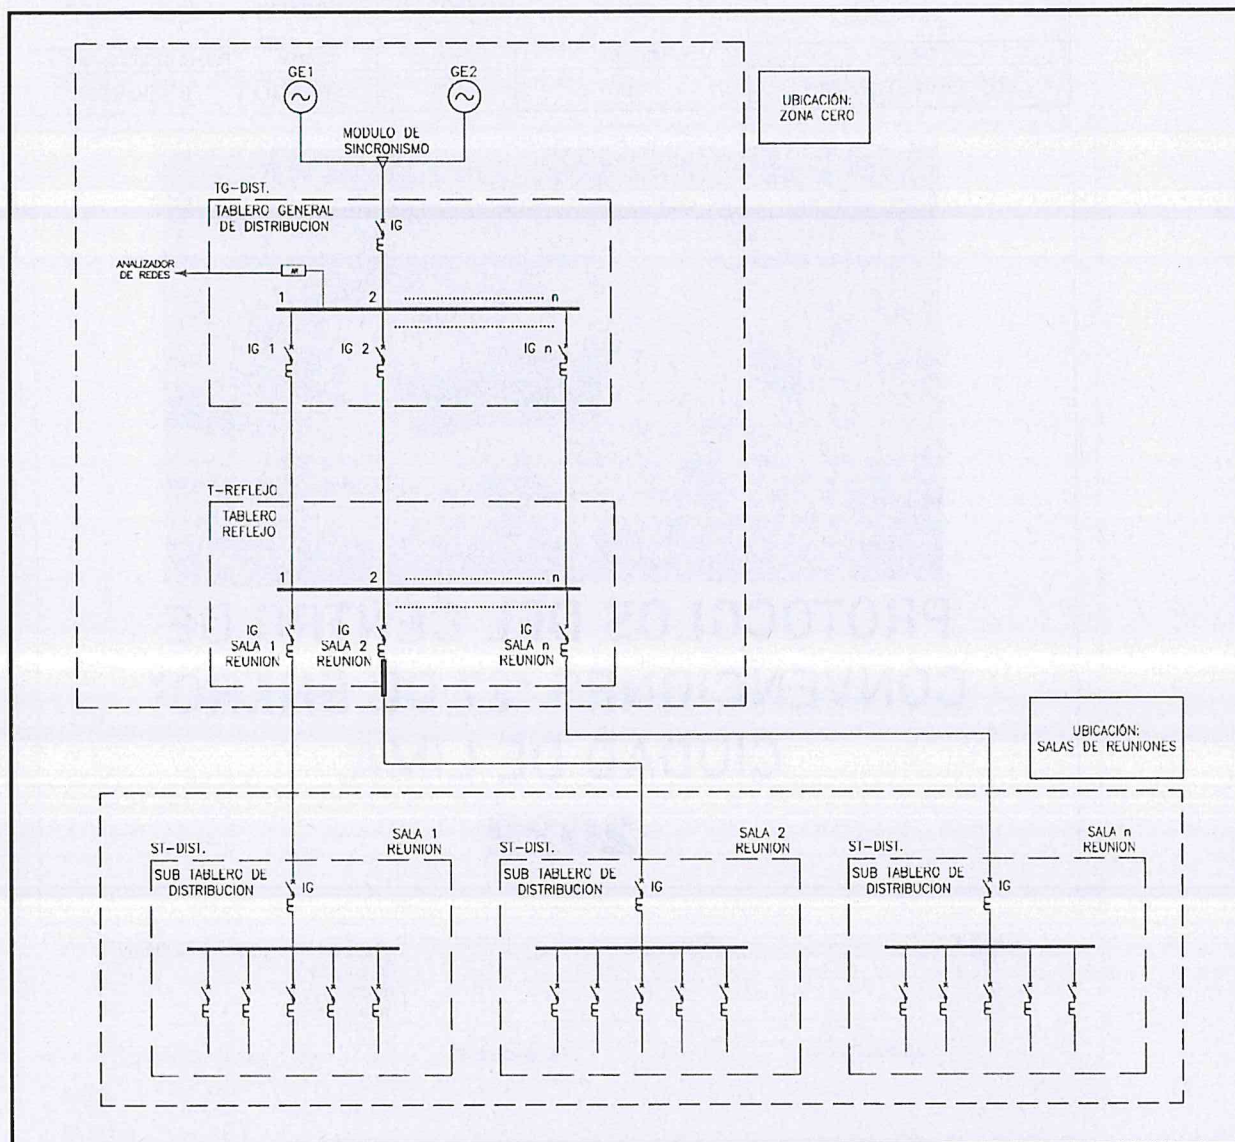 GE1
GE2
UBICACIÓN:
ZONA CERO
MODULO DE
SINCRONISMO
TG-DIST.
TABLERO GENERAL
DE DISTRIBUCION
IG
ANALIZADOR
DE REDES
1 2 n
IG 1 IG 2 IG n
T-REFLEJO
TABLERO
REFLEJO
1 2 n
IG
SALA 1
REUNION
IG
SALA 2
REUNION
IG
SALA n
REUNION
UBICACIÓN:
SALAS DE REUNIONES
ST-DIST.
SALA 1
REUNION
SUB TABLERO DE
DISTRIBUCION
IG
ST-DIST.
SALA 2
REUNION
SUB TABLERO DE
DISTRIBUCION
IG
ST-DIST.
SALA n
REUNION
SUB TABLERO DE
DISTRIBUCION
IG